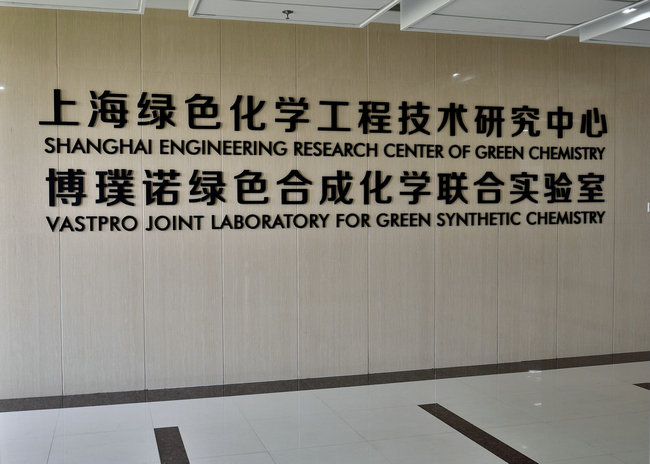 上海绿色化学工程技术研究中心
SHANGHAI ENGINEERING RESEARCH CENTER OF GREEN CHEMISTRY
博璞诺绿色合成化学联合实验室
VASTPRO JOINT LABORATORY FOR GREEN SYNTHETIC CHEMISTRY